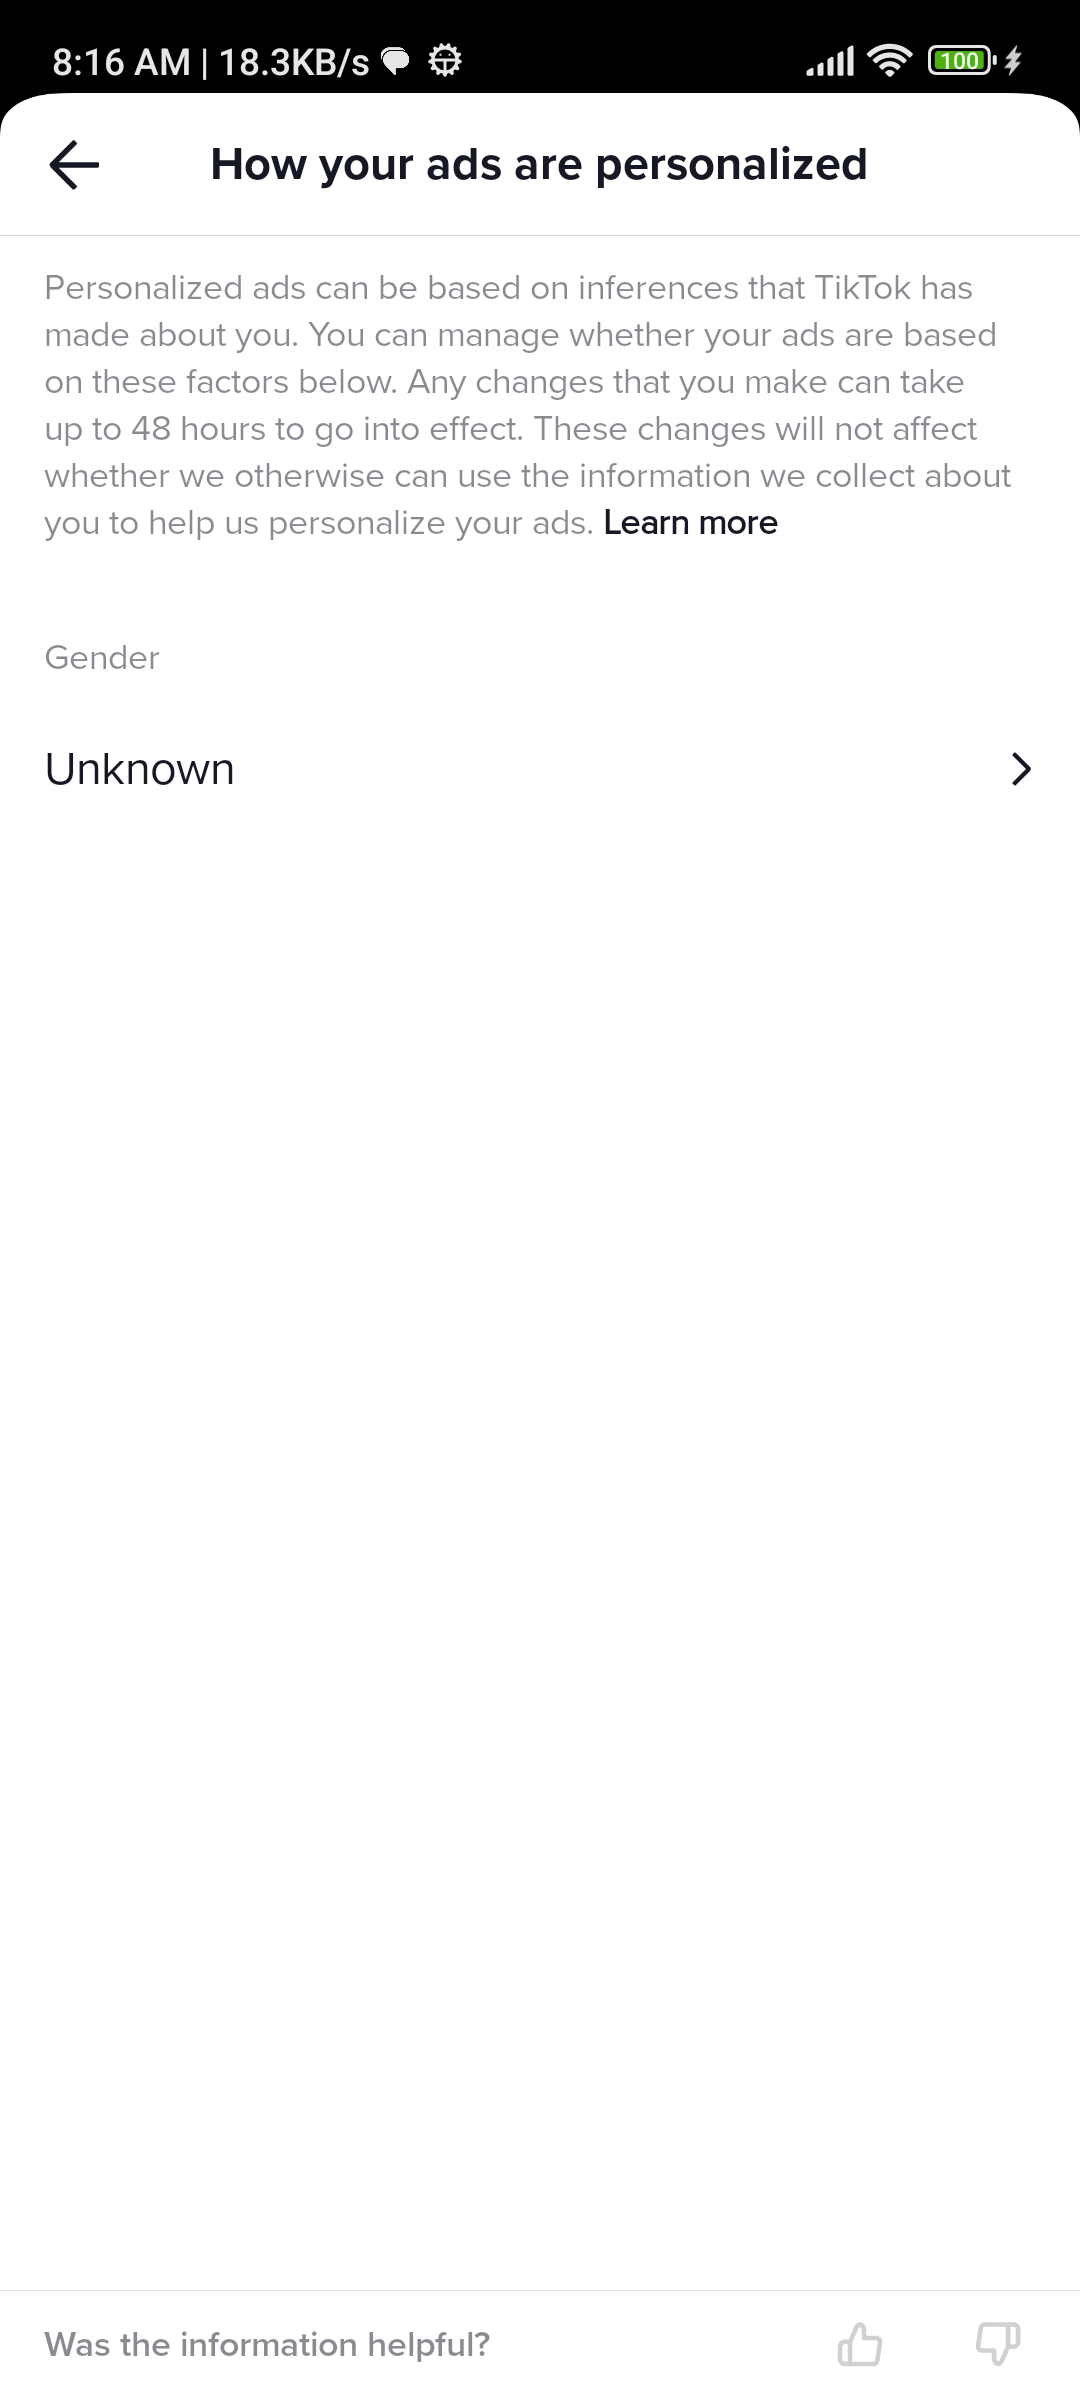 8:16 AM | 18.3KB/s
100
How your ads are personalized
Personalized ads can be based on inferences that TikTok has
made about you. You can manage whether your ads are based
on these factors below. Any changes that you make can take
up to 48 hours to go into effect. These changes will not affect
whether we otherwise can use the information we collect about
you to help us personalize your ads. Learn more
Gender
Unknown
Was the information helpful?